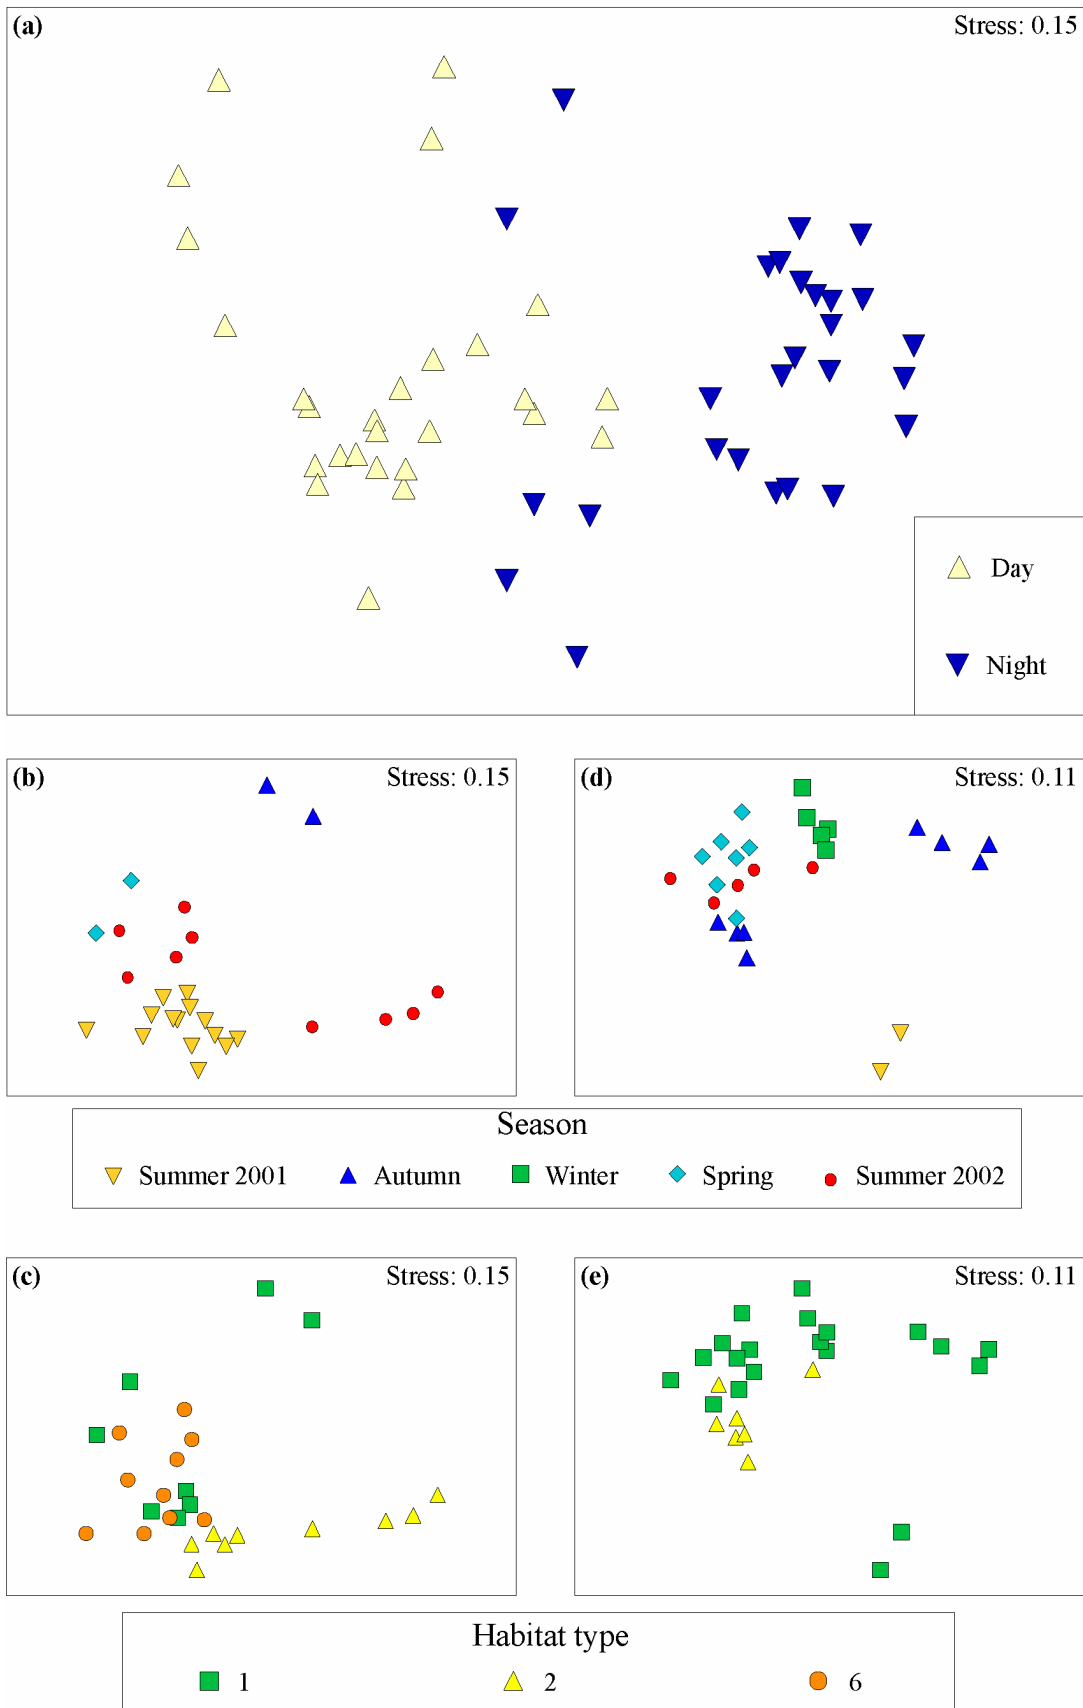 (a) Stress: 0.15
Day
Night
(b) Stress: 0.15
(d) Stress: 0.11
Season
Summer 2001 Autumn Winter Spring Summer 2002
(c) Stress: 0.15
(e) Stress: 0.11
Habitat type
1 2 6